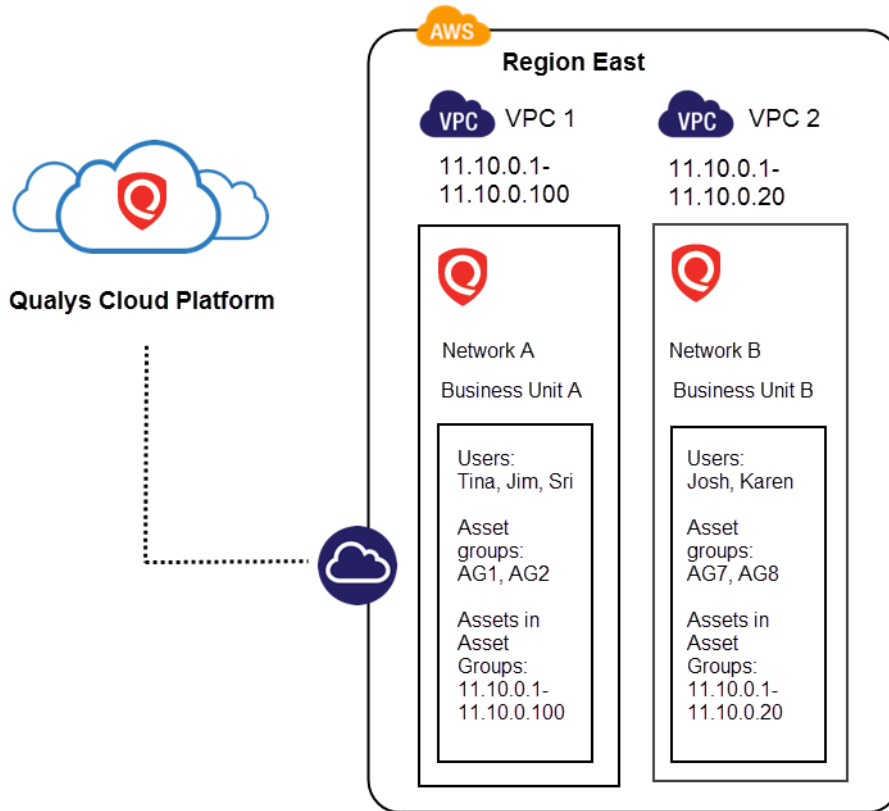 AWS
Region East
VPC
VPC 1
VPC
VPC 2
11.10.0.1-
11.10.0.100
11.10.0.1-
11.10.0.20
Qualys Cloud Platform
Network A
Business Unit A
Users:
Tina, Jim, Sri
Asset
groups:
AG1, AG2
Assets in
Asset
Groups:
11.10.0.1-
11.10.0.100
Network B
Business Unit B
Users:
Josh, Karen
Asset
groups:
AG7, AG8
Assets in
Asset
Groups:
11.10.0.1-
11.10.0.20